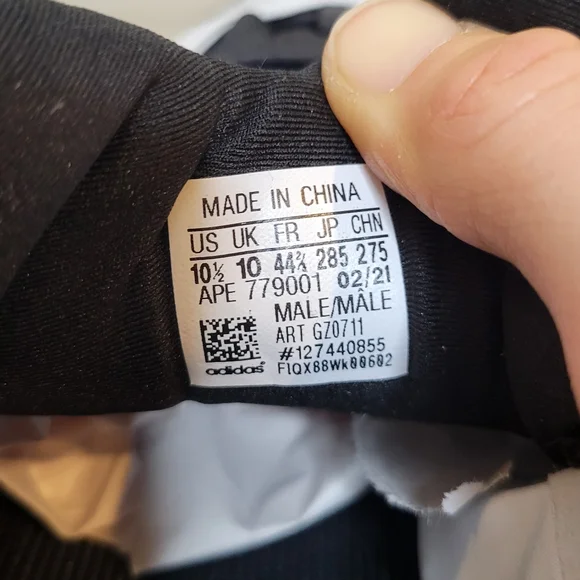 MADE IN CHINA
US UK FR JP CHN
10½ 10 44⅔ 285 275
APE 779001 02/21
MALE/MÂLE
ART GZ0711
#127440855
adidas FIQX88Wk00602